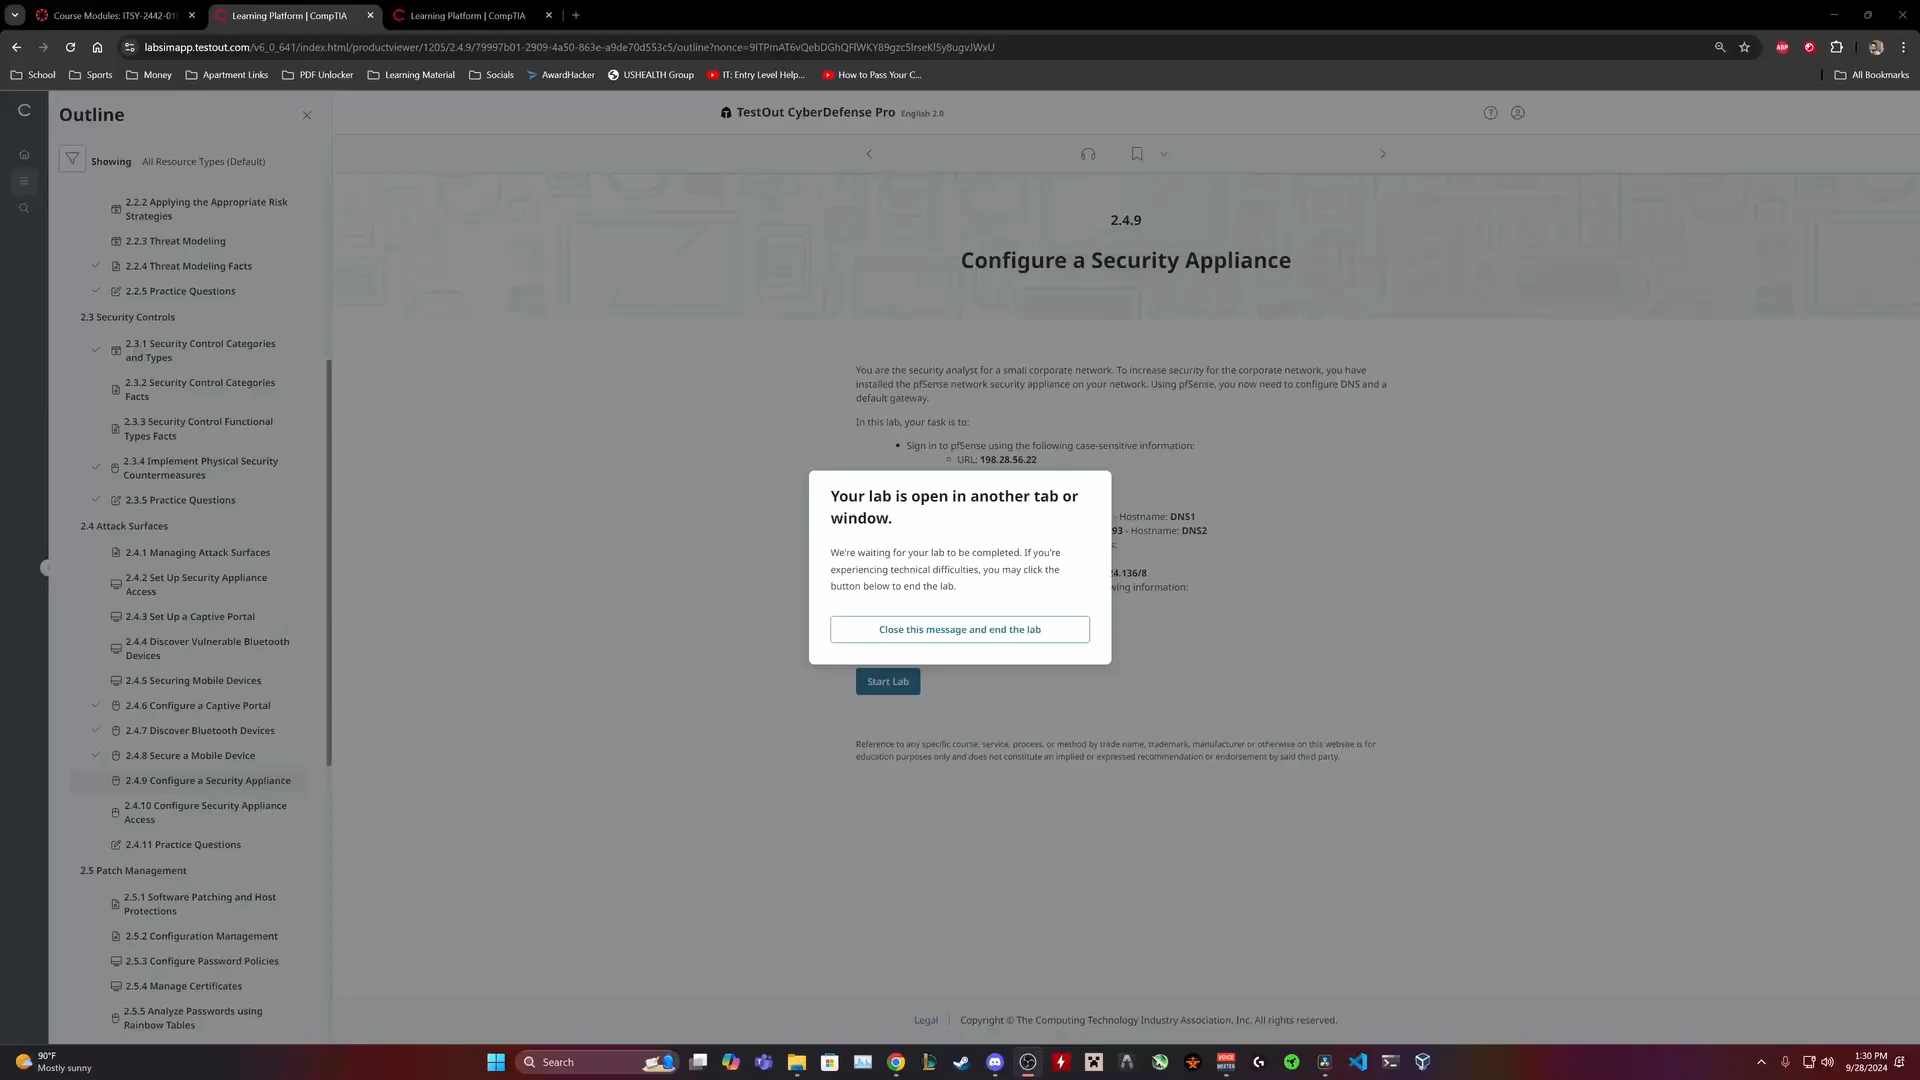 Course Modules: ITSY-2442-01
Learning Platform | CompTIA
Learning Platform | CompTIA
labsimapp.testout.com/v6_0_641/index.html/productviewer/1205/2.4.9/79997b01-2909-4a50-863e-a9de70d553c5/outline?nonce=
School
Sports
Money
Apartment Links
PDF Unlocker
Learning Material
Socials
AwardHacker
USHEALTH Group
IT: Entry Level Help...
How to Pass Your C...
All Bookmarks
Outline
TestOut CyberDefense Pro English 2.0
Showing All Resource Types (Default)
2.2.2 Applying the Appropriate Risk
Strategies
2.2.3 Threat Modeling
2.2.4 Threat Modeling Facts
2.2.5 Practice Questions
2.3 Security Controls
2.3.1 Security Control Categories
and Types
2.3.2 Security Control Categories
Facts
2.3.3 Security Control Functional
Types Facts
2.3.4 Implement Physical Security
Countermeasures
2.3.5 Practice Questions
2.4 Attack Surfaces
2.4.1 Managing Attack Surfaces
2.4.2 Set Up Security Appliance
Access
2.4.3 Set Up a Captive Portal
2.4.4 Discover Vulnerable Bluetooth
Devices
2.4.5 Securing Mobile Devices
2.4.6 Configure a Captive Portal
2.4.7 Discover Bluetooth Devices
2.4.8 Secure a Mobile Device
2.4.9 Configure a Security Appliance
2.4.10 Configure Security Appliance
Access
2.4.11 Practice Questions
2.5 Patch Management
2.5.1 Software Patching and Host
Protections
2.5.2 Configuration Management
2.5.3 Configure Password Policies
2.5.4 Manage Certificates
2.5.5 Analyze Passwords using
Rainbow Tables
2.4.9
Configure a Security Appliance
You are the security analyst for a small corporate network. To increase security for the corporate network, you have
installed the pfSense network security appliance on your network. Using pfSense, you now need to configure DNS and a
default gateway.
In this lab, your task is to:
• Sign in to pfSense using the following case-sensitive information:
URL: 198.28.56.22
- Hostname: DNS1
93 - Hostname: DNS2
s:
24.136/8
wing information:
Your lab is open in another tab or
window.
We're waiting for your lab to be completed. If you're
experiencing technical difficulties, you may click the
button below to end the lab.
Close this message and end the lab
Start Lab
Reference to any specific course, service, process, or method by trade name, trademark, manufacturer or otherwise on this website is for
education purposes only and does not constitute an implied or expressed recommendation or endorsement by said third party.
Legal | Copyright © The Computing Technology Industry Association, Inc. All rights reserved.
90°F
Mostly sunny
Search
1:30 PM
9/28/2024